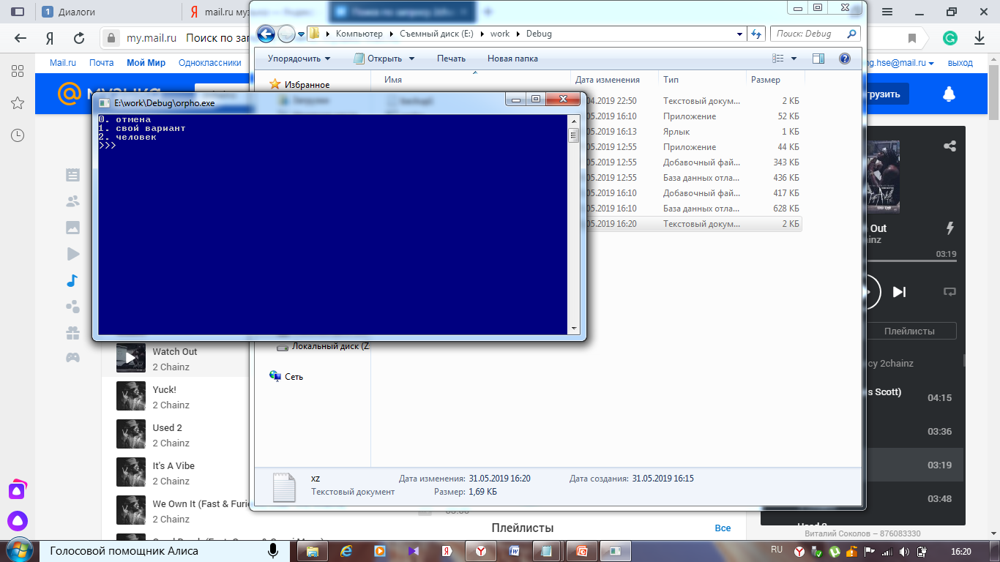 Диалоги
mail.ru му
my.mail.ru
Поиск по зап
Mail.ru
Почта
Мой Мир
Одноклассники
ng.hse@mail.ru
выход
Компьютер
Съемный диск (E:)
work
Debug
Поиск: Debug
Упорядочить
Открыть
Печать
Новая папка
Избранное
Имя
Дата изменения
Тип
Размер
04.2019 22:50 Текстовый докум... 2 КБ
05.2019 16:10 Приложение 52 КБ
05.2019 16:13 Ярлык 1 КБ
05.2019 12:55 Приложение 44 КБ
05.2019 12:55 Добавочный фай... 343 КБ
05.2019 12:55 База данных отла... 436 КБ
05.2019 16:10 Добавочный фай... 417 КБ
05.2019 16:10 База данных отла... 628 КБ
05.2019 16:20 Текстовый докум... 2 КБ
E:\work\Debug\orpho.exe
0. отмена
1. свой вариант
2. человек
>>>
Локальный диск (Z:
Сеть
xz
Дата изменения: 31.05.2019 16:20
Дата создания: 31.05.2019 16:15
Текстовый документ
Размер: 1,69 КБ
Watch Out
2 Chainz
Yuck!
2 Chainz
Used 2
2 Chainz
It's A Vibe
2 Chainz
We Own It (Fast & Furi
2 Chainz
Плейлисты
Все
грузить
Out
ainz
03:19
Плейлисты
су 2chainz
s Scott)
04:15
03:36
03:19
03:48
Виталий Соколов – 876083330
Голосовой помощник Алиса
RU
16:20